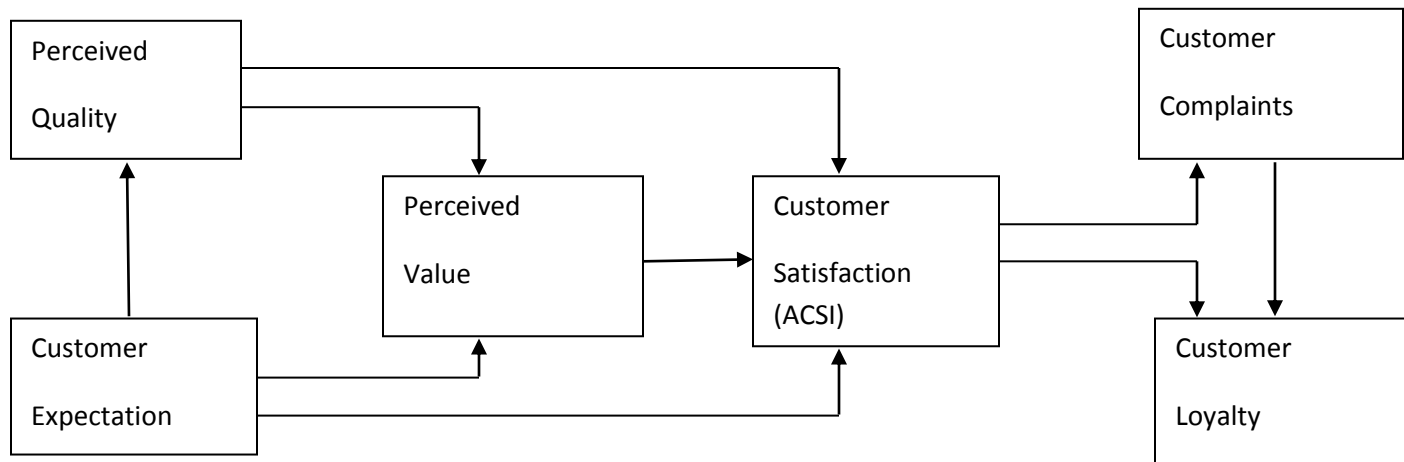 Perceived
Quality
Customer
Complaints
Perceived
Value
Customer
Satisfaction
(ACSI)
Customer
Expectation
Customer
Loyalty